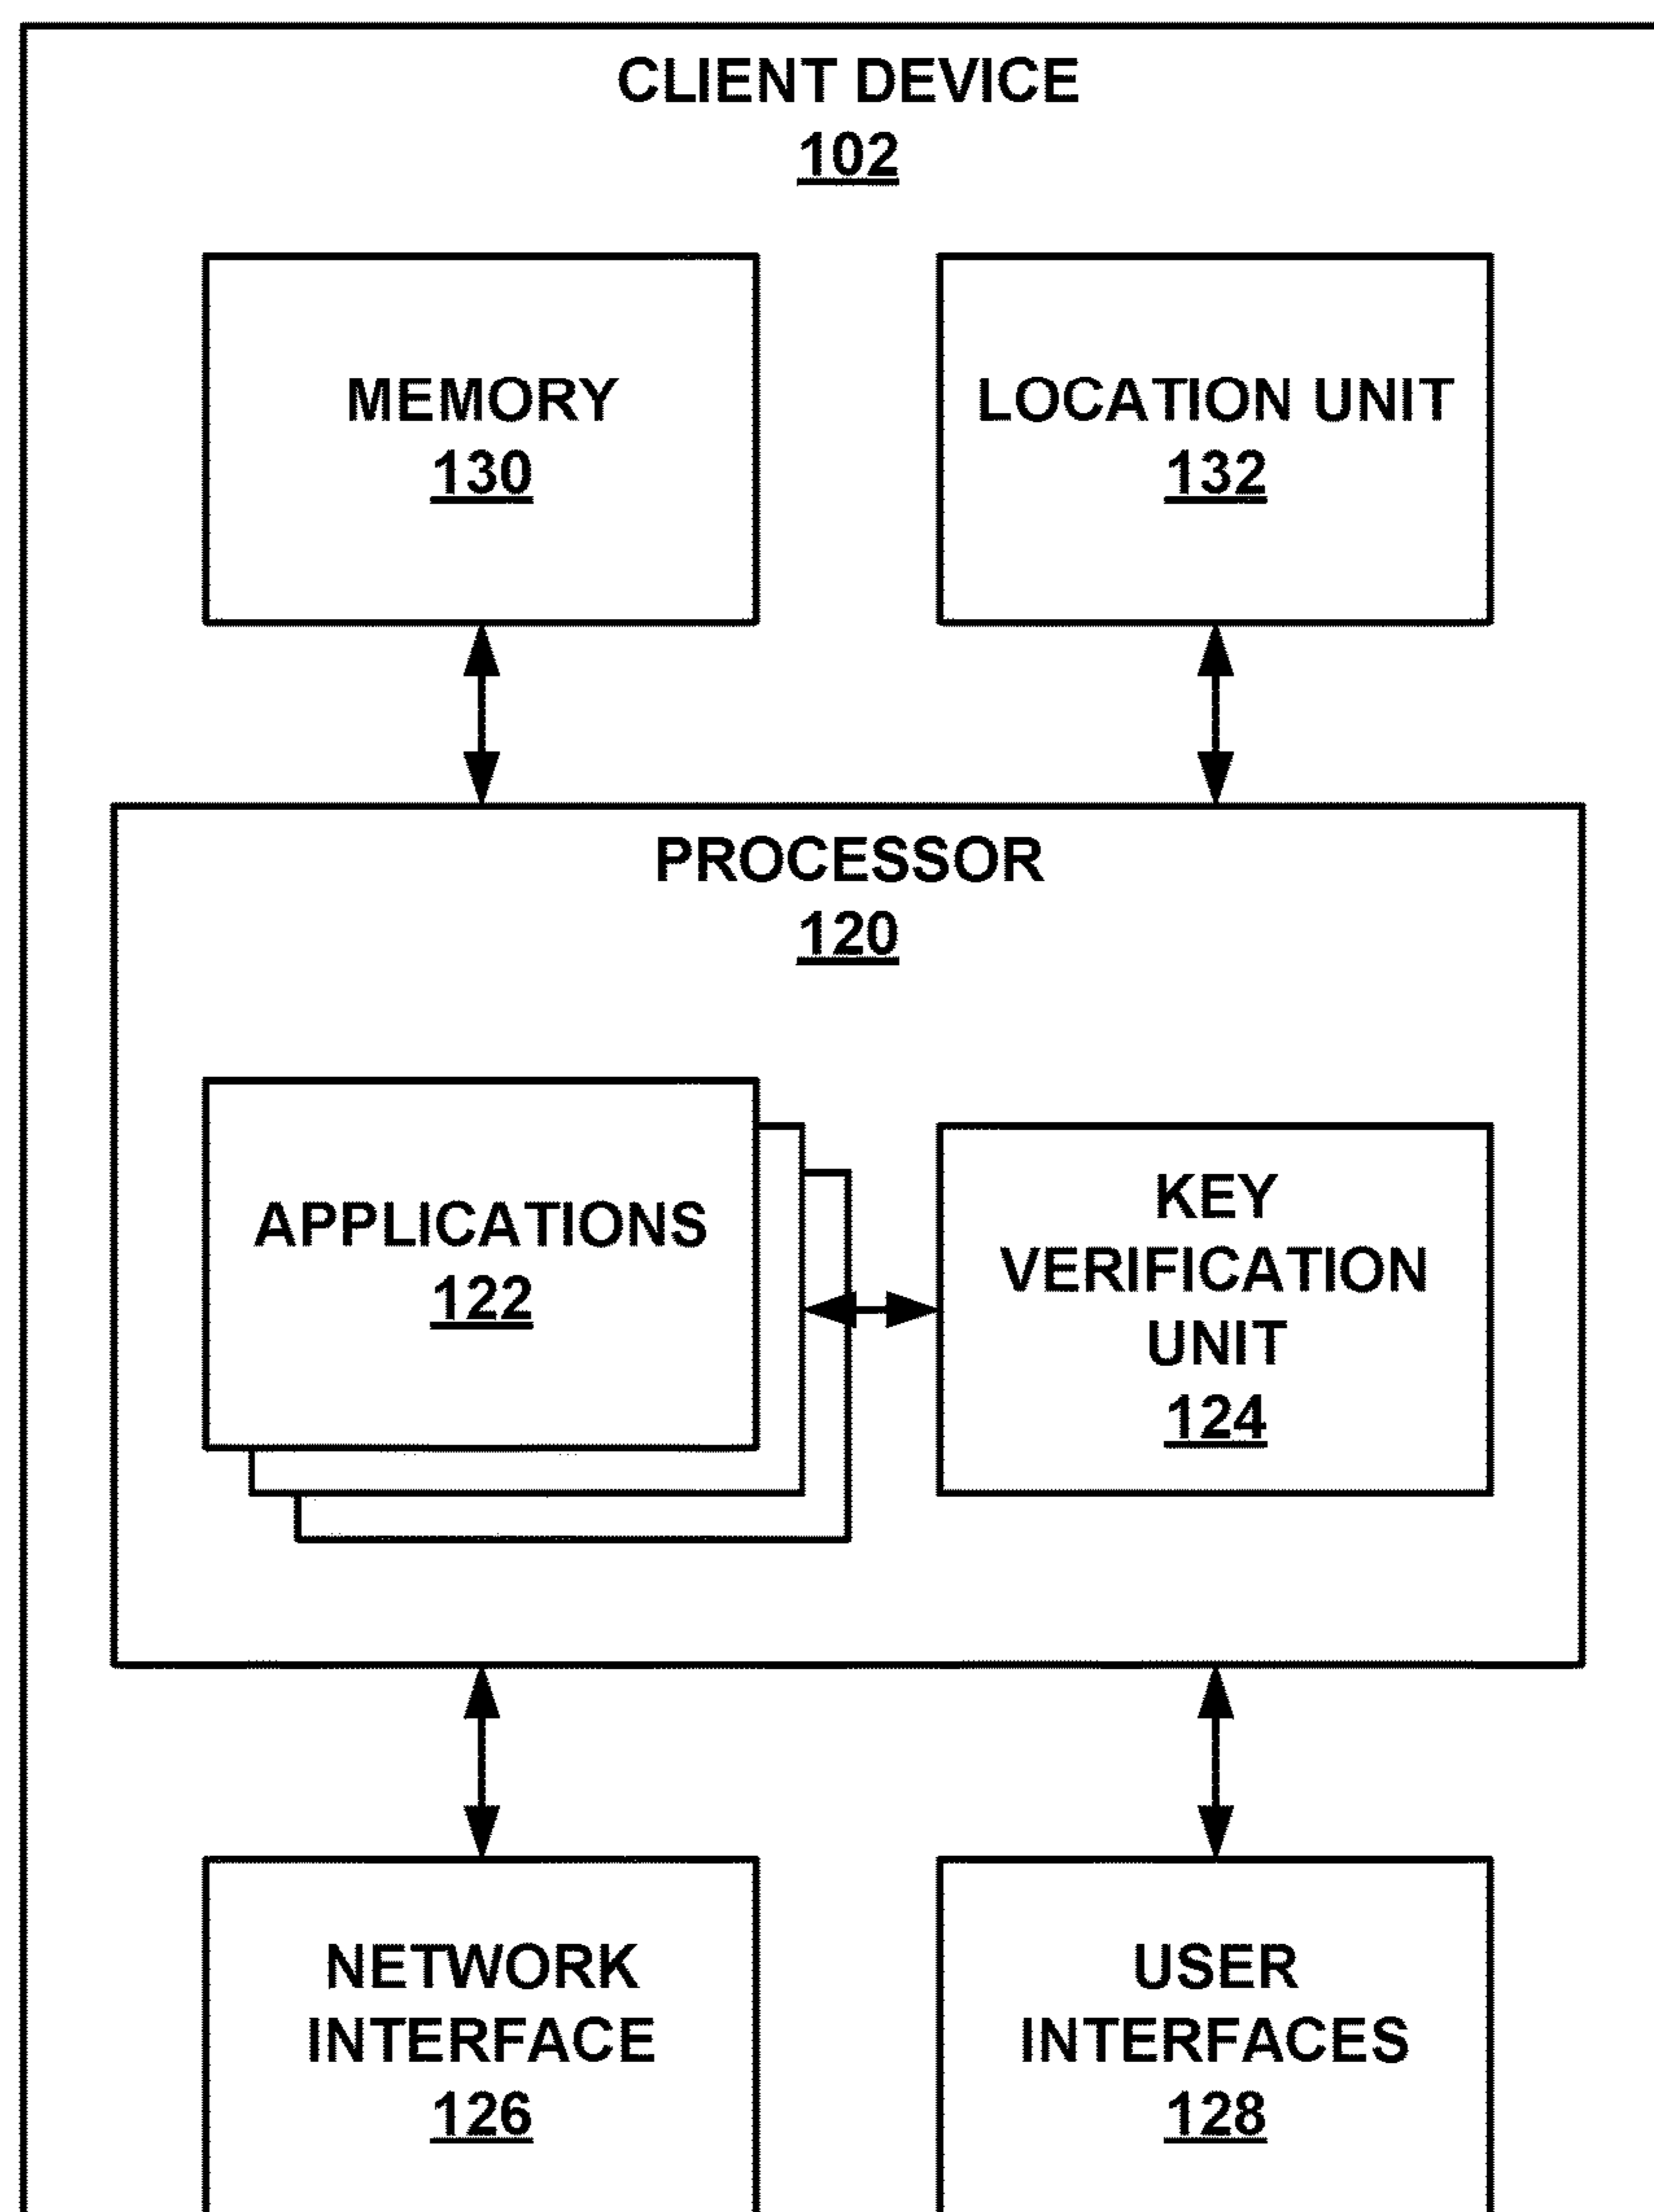 CLIENT DEVICE
102
MEMORY
130
LOCATION UNIT
132
PROCESSOR
120
APPLICATIONS
122
KEY
VERIFICATION
UNIT
124
NETWORK
INTERFACE
126
USER
INTERFACES
128